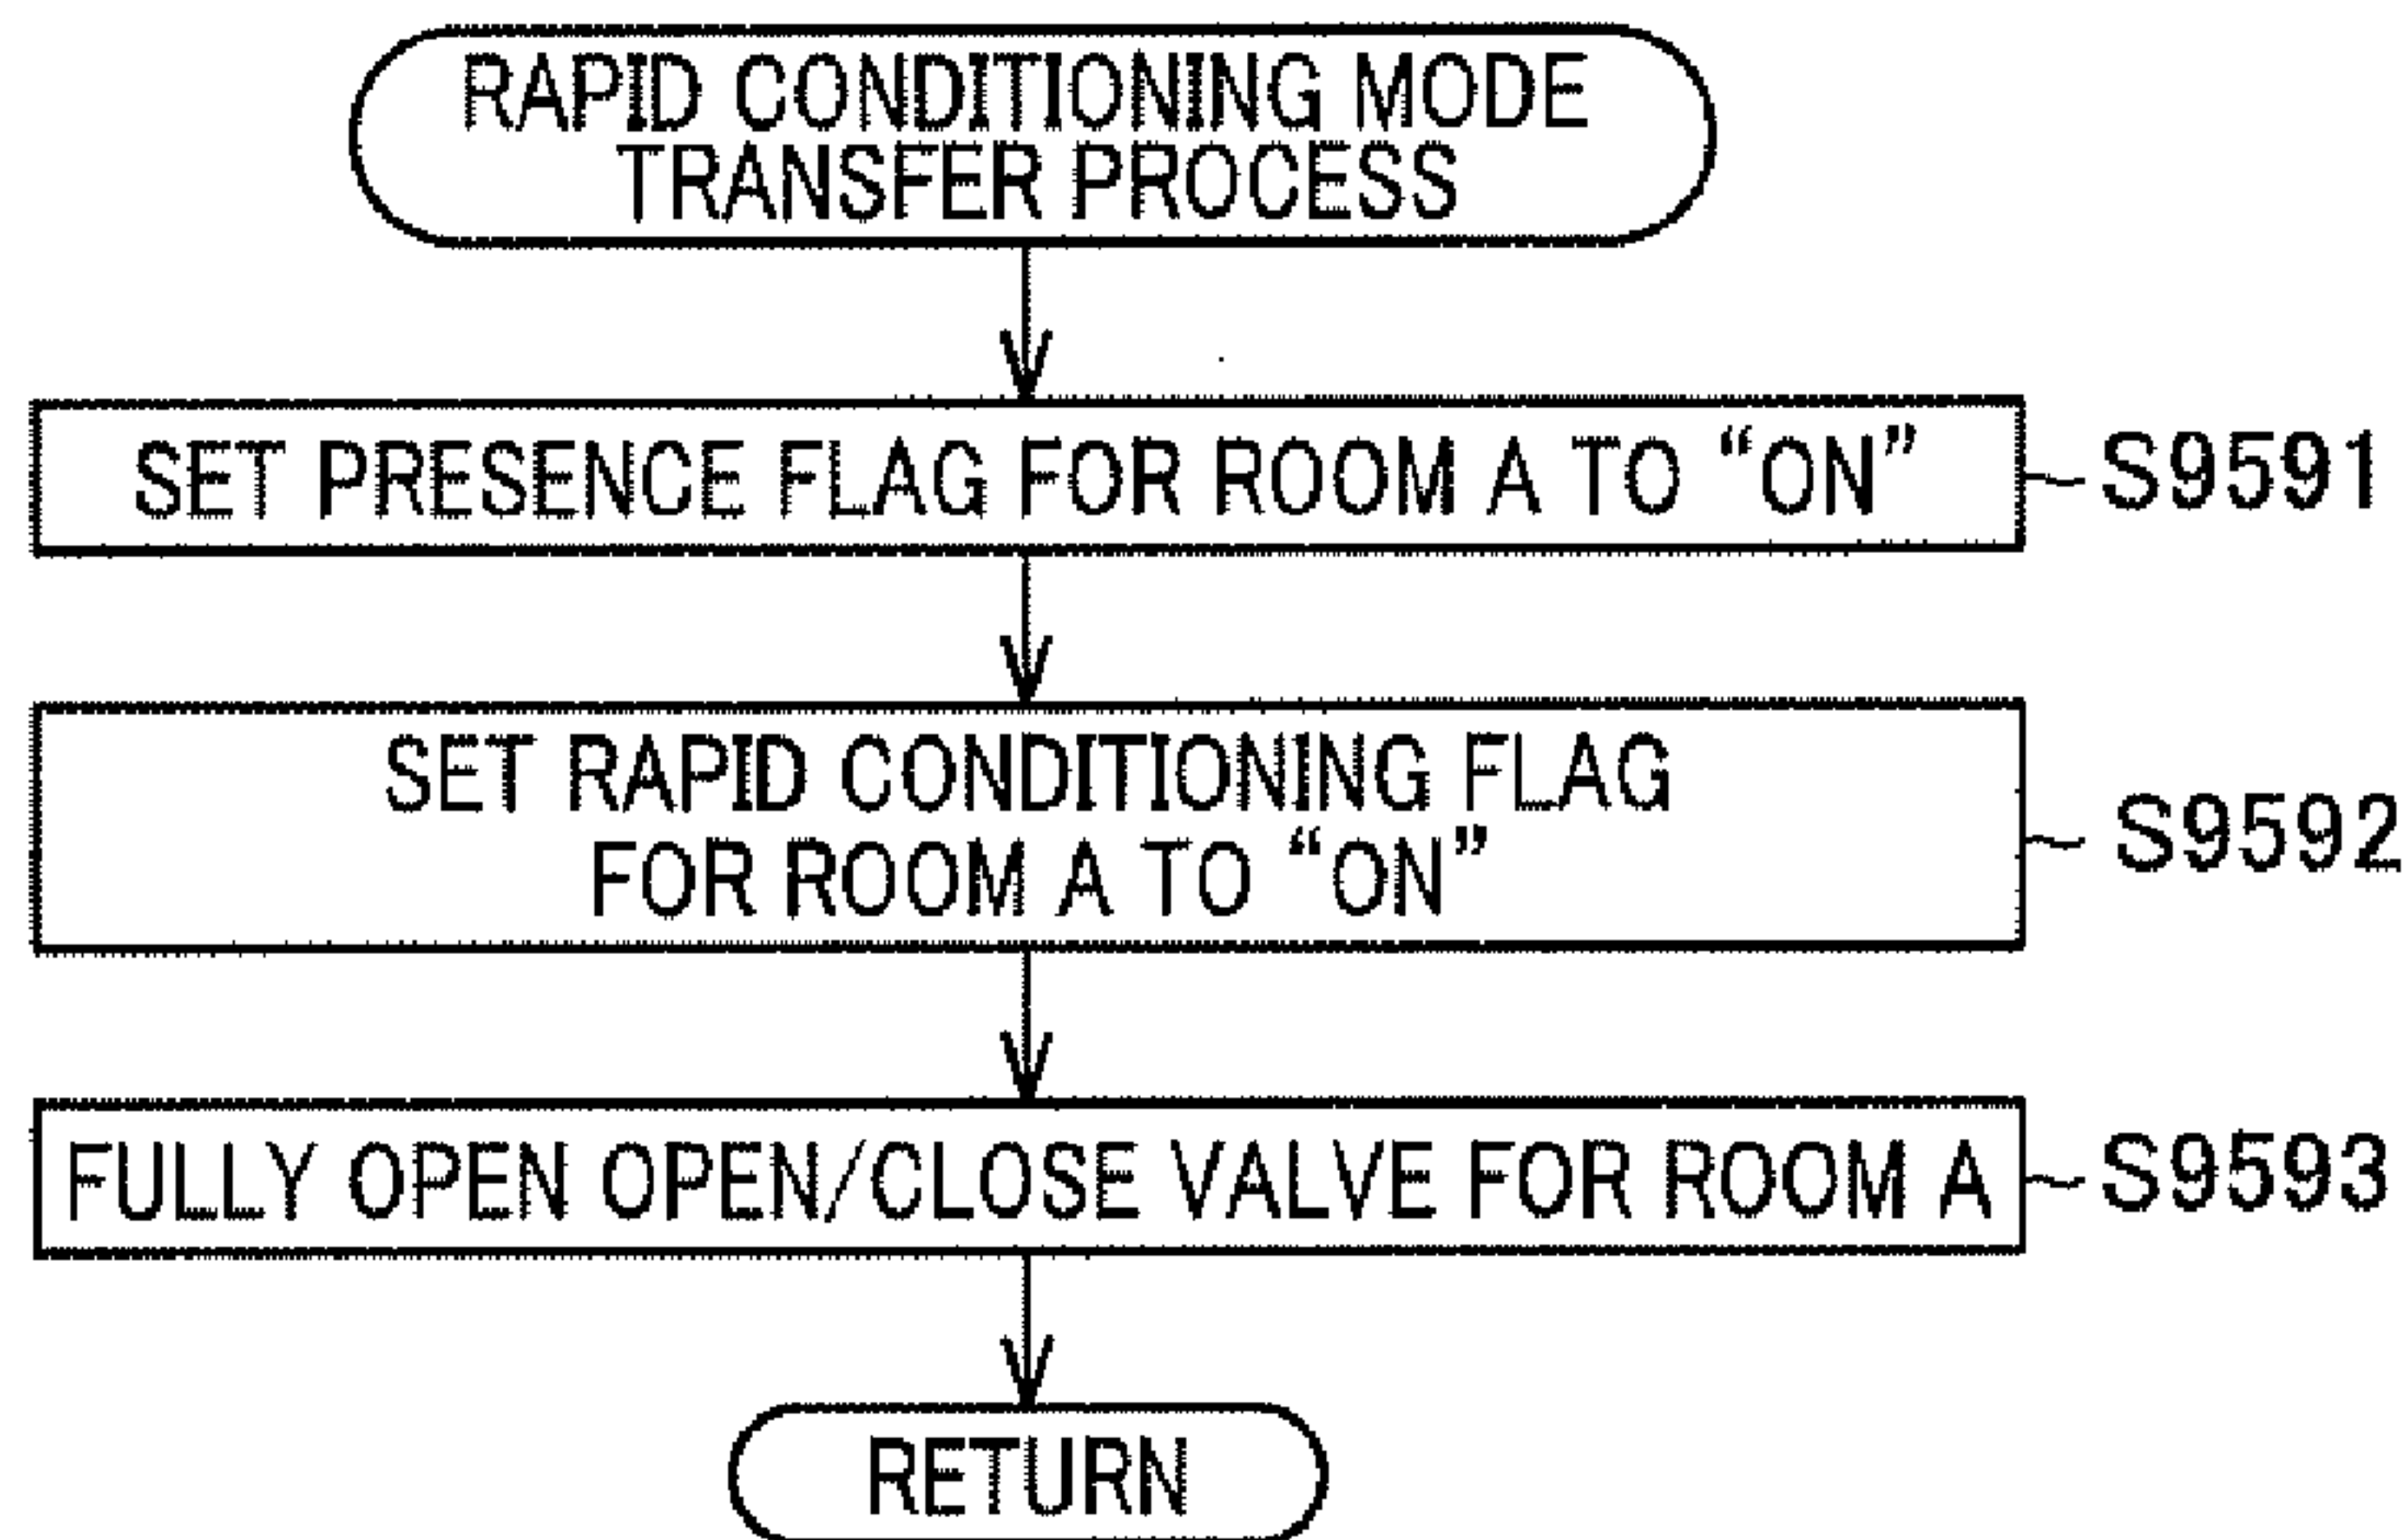 RAPID CONDITIONING MODE
TRANSFER PROCESS
SET PRESENCE FLAG FOR ROOM A TO “ON”
S9591
SET RAPID CONDITIONING FLAG
FOR ROOM A TO “ON”
S9592
FULLY OPEN OPEN/CLOSE VALVE FOR ROOM A
S9593
RETURN